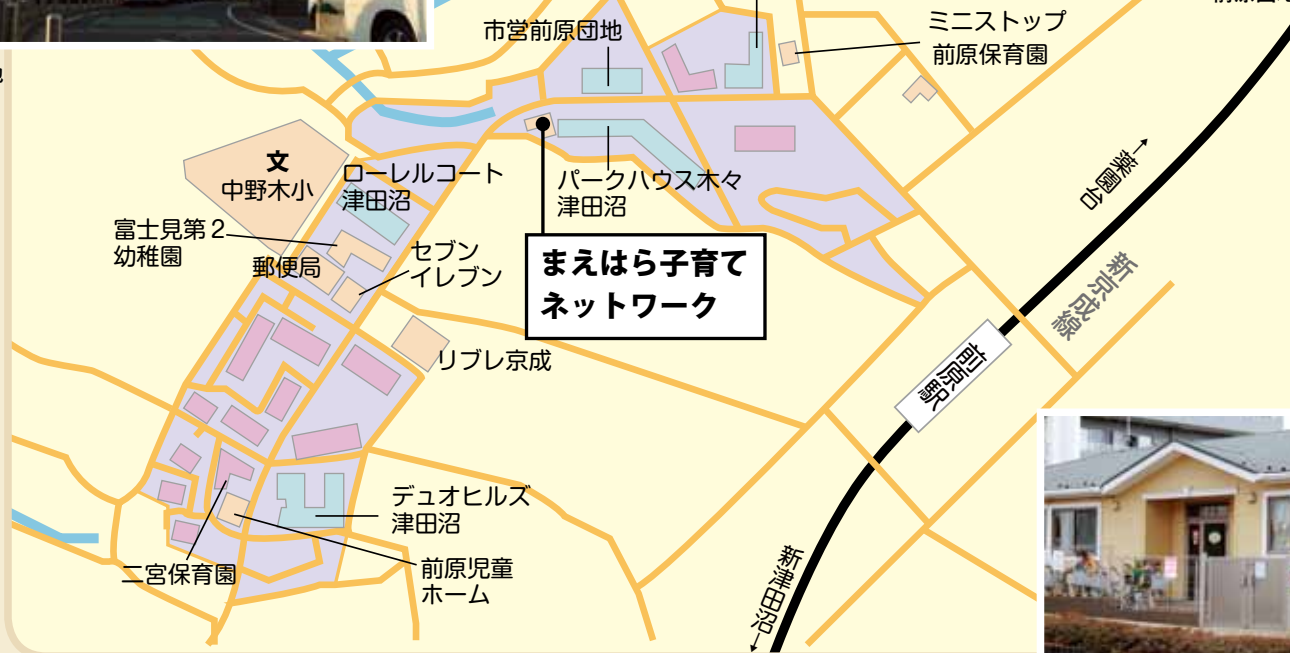 市営前原団地
ミニストップ
前原保育園
文
中野木小
ローレルコート
津田沼
パークハウス木々
津田沼
↑薬園台
富士見第2
幼稚園
郵便局
セブン
イレブン
まえはら子育て
ネットワーク
新京成線
リブレ京成
前原駅
デュオヒルズ
津田沼
二宮保育園
前原児童
ホーム
新津田沼↓